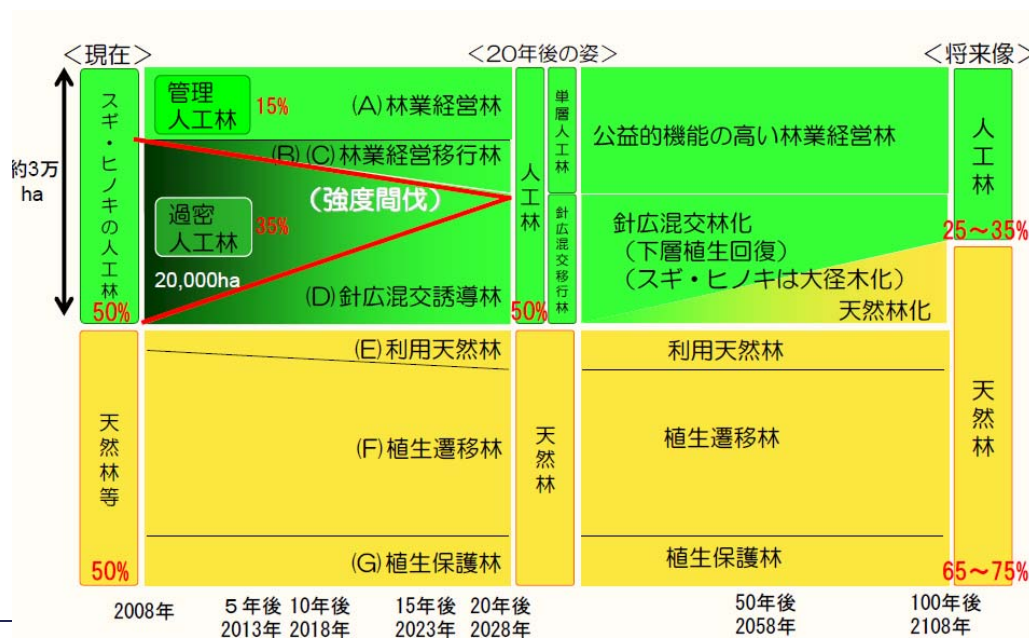 <現在>
<20年後の姿>
<将来像>
約3万
ha
スギ・ヒノキの人工林
50%
管理
人工林
15%
(A)林業経営林
(B)(C)林業経営移行林
(強度間伐)
過密
人工林
35%
20,000ha
(D)針広混交誘導林
人工林
50%
単層人工林
針広混交移行林
公益的機能の高い林業経営林
針広混交林化
(下層植生回復)
(スギ・ヒノキは大径木化)
天然林化
人工林
25～35%
天然林等
50%
(E)利用天然林
(F)植生遷移林
(G)植生保護林
天然林
利用天然林
植生遷移林
植生保護林
天然林
65～75%
2008年
5年後
2013年
10年後
2018年
15年後
2023年
20年後
2028年
50年後
2058年
100年後
2108年